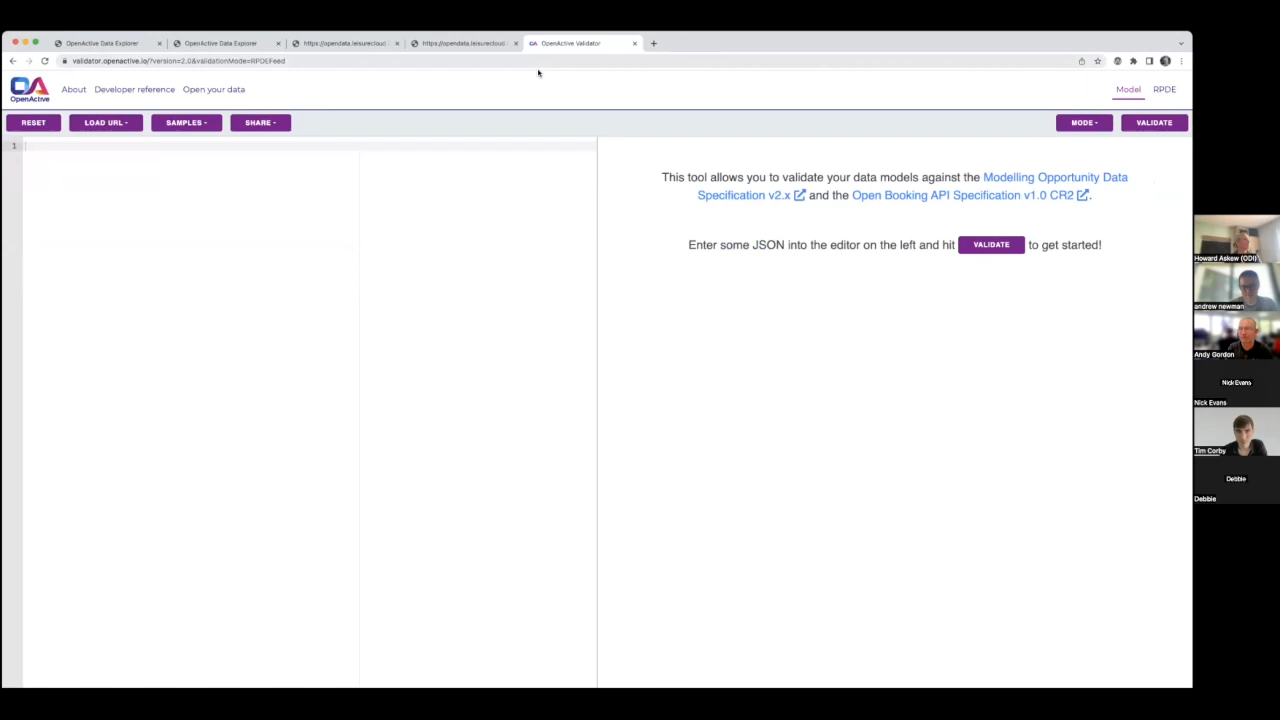 OpenActive Data Explorer
OpenActive Data Explorer
https://opendata.leisurecloud.
https://opendata.leisurecloud.
OpenActive Validator
validator.openactive.io/?version=2.0&validationMode=RPDEFeed
OA
OpenActive
About
Developer reference
Open your data
Model
RPDE
RESET
LOAD URL
SAMPLES
SHARE
MODE
VALIDATE
1
This tool allows you to validate your data models against the Modelling Opportunity Data
Specification v2.x and the Open Booking API Specification v1.0 CR2.
Enter some JSON into the editor on the left and hit VALIDATE to get started!
Howard Askew (ODI)
andrew newman
Andy Gordon
Nick Evans
Nick Evans
Tim Corby
Debbie
Debbie